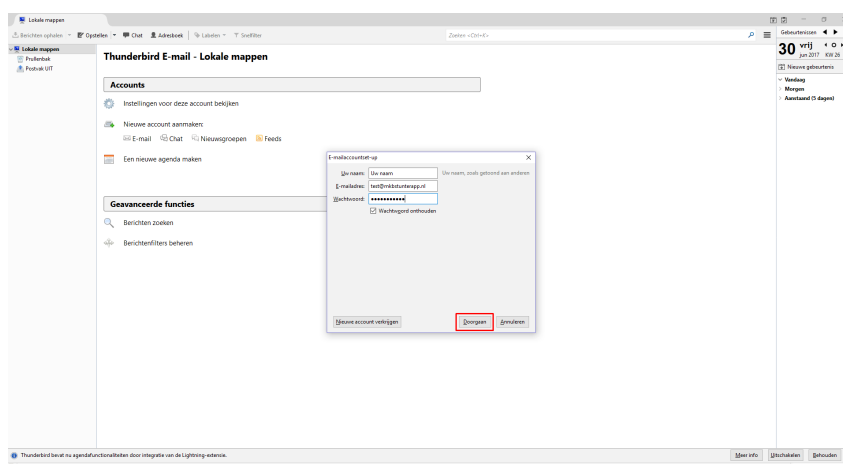 Lokale mappen
Berichten ophalen Opstellen Chat Adresboek Labelen Snelfilter Zoeken <Ctrl+K>
Gebeurtenissen
Lokale mappen
Prullenbak
Postvak UIT
Thunderbird E-mail - Lokale mappen
Accounts
Instellingen voor deze account bekijken
Nieuwe account aanmaken:
E-mail Chat Nieuwsgroepen Feeds
Een nieuwe agenda maken
Geavanceerde functies
Berichten zoeken
Berichtenfilters beheren
E-mailaccountset-up
Uw naam: Uw naam Uw naam, zoals getoond aan anderen
E-mailadres: test@mkbstunterapp.nl
Wachtwoord: •••••••••••
Wachtwoord onthouden
Nieuwe account verkrijgen Doorgaan Annuleren
30 vrij
jun 2017 KW 26
Nieuwe gebeurtenis
Vandaag
Morgen
Aanstaand (5 dagen)
Thunderbird bevat nu agendafunctionaliteiten door integratie van de Lightning-extensie. Meer info Uitschakelen Behouden